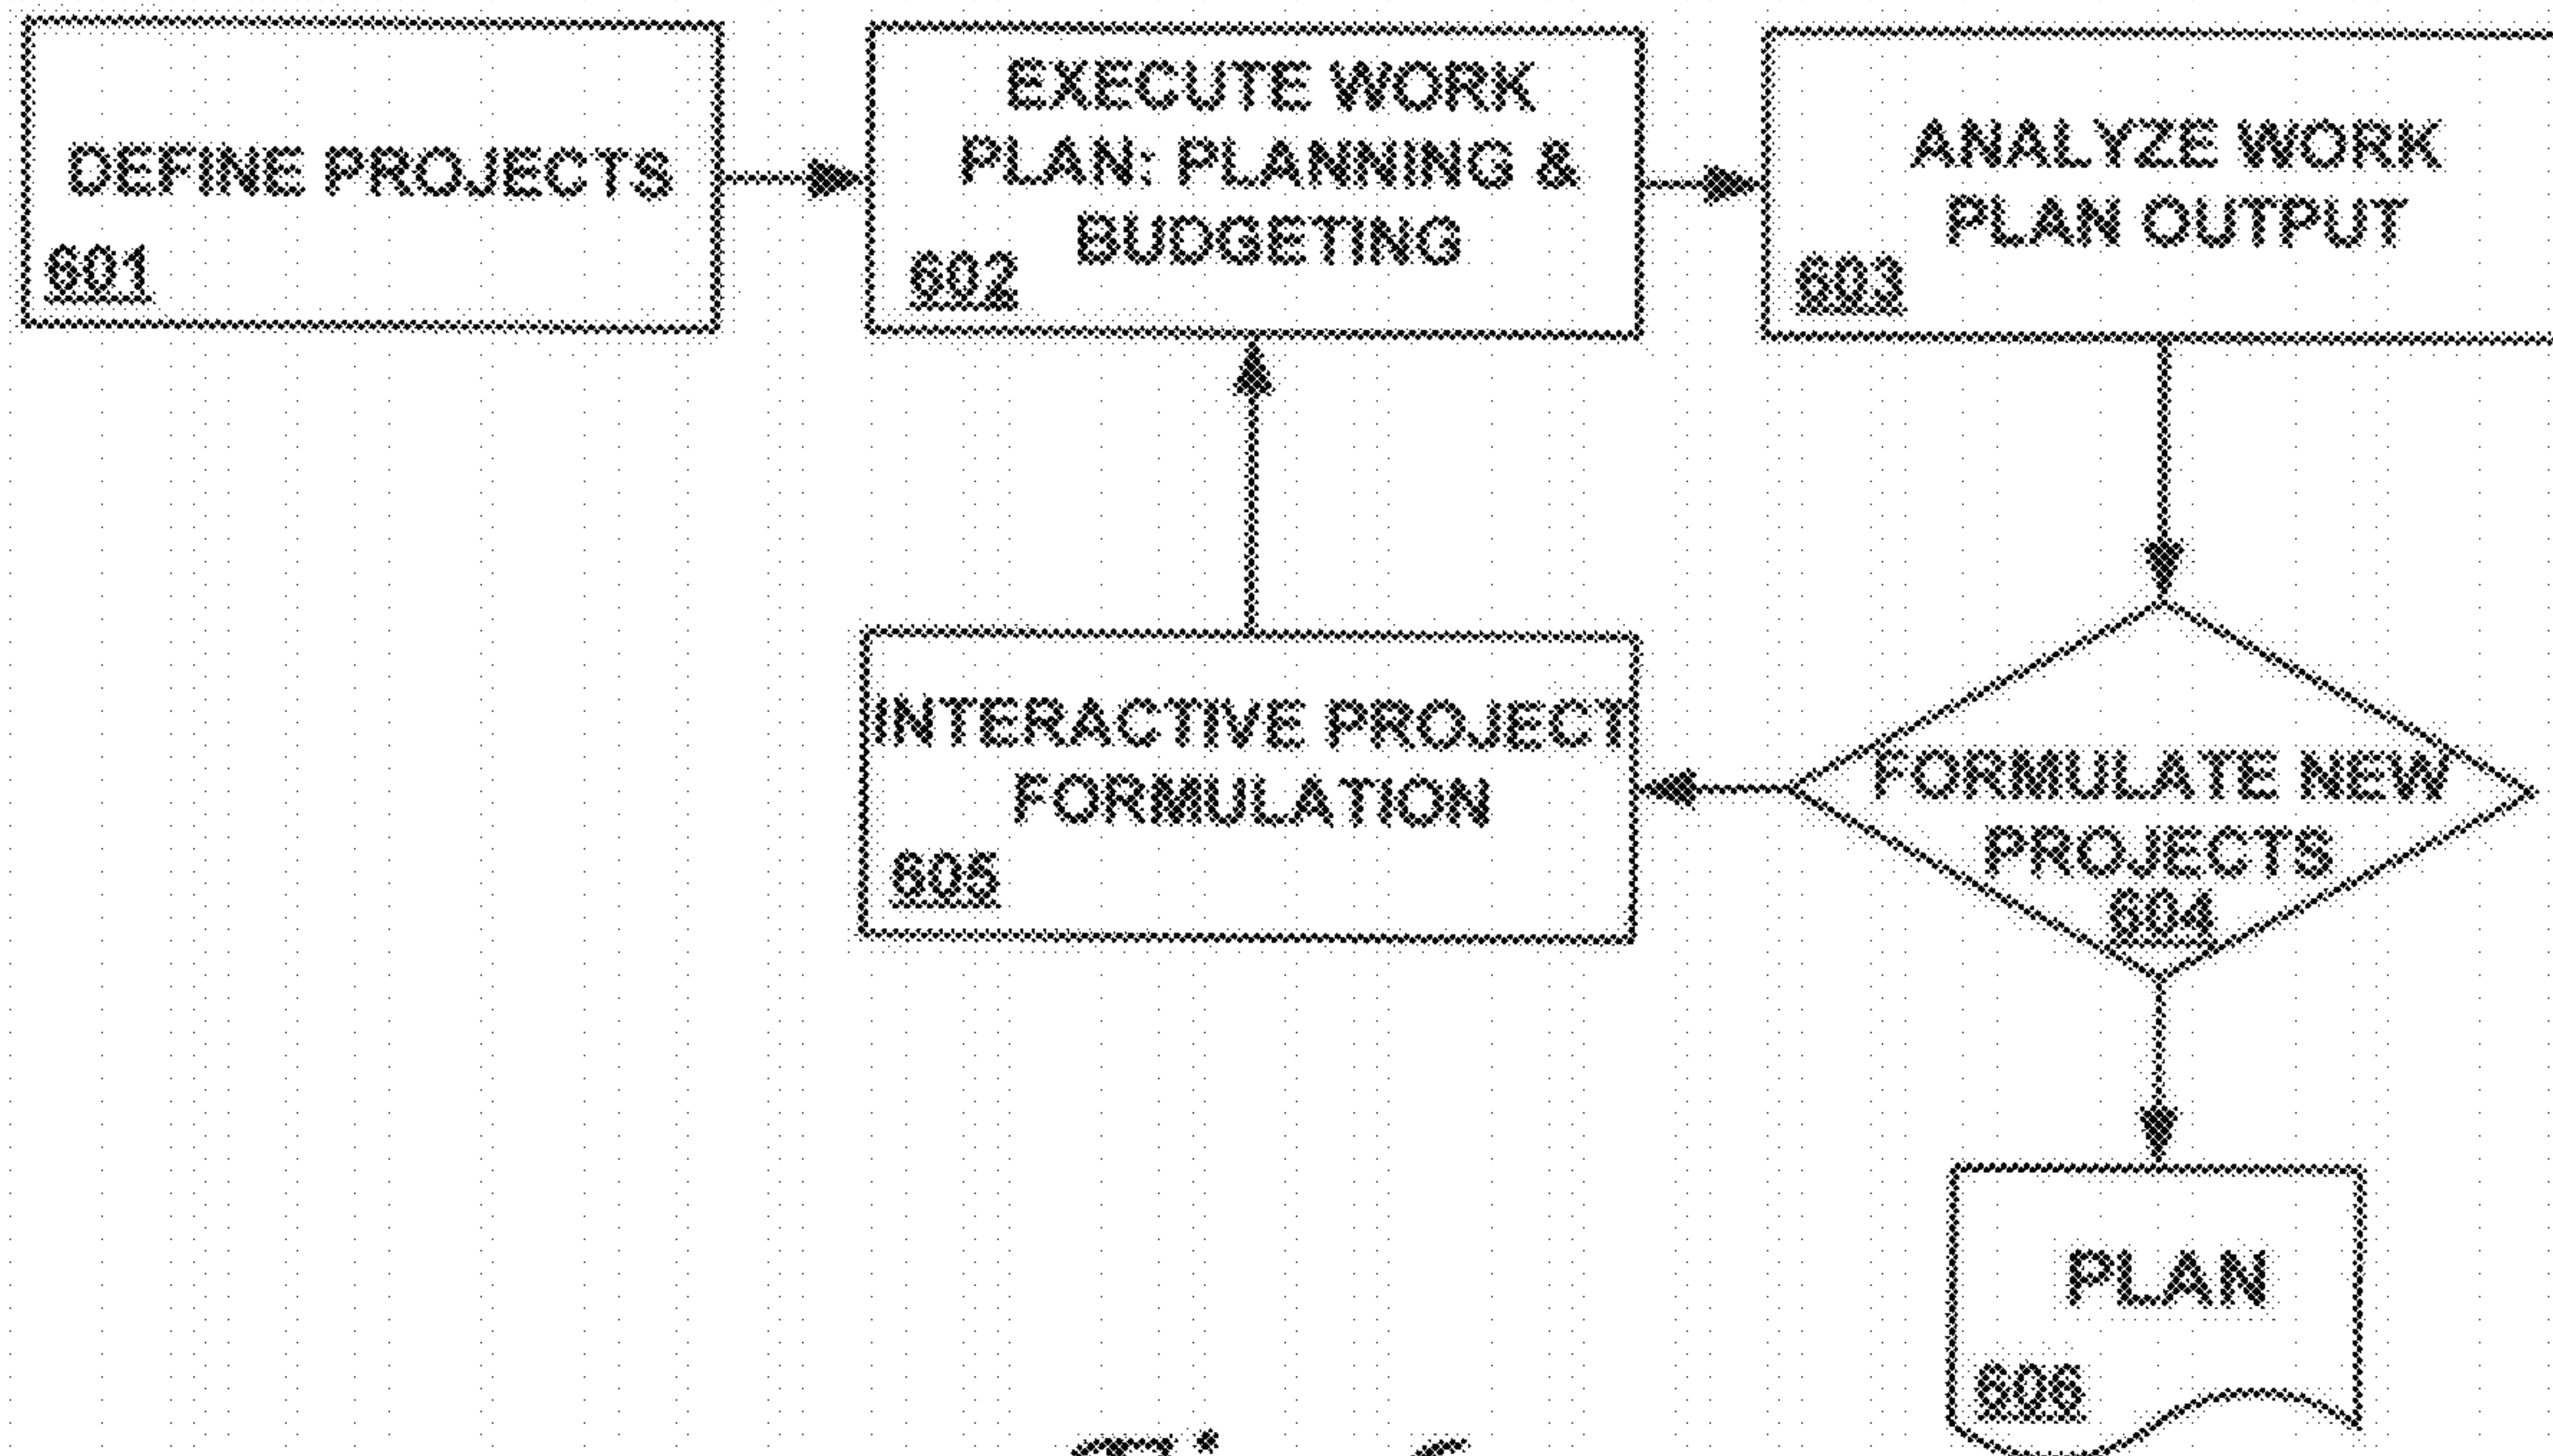 DEFINE PROJECTS
601
EXECUTE WORK
PLAN: PLANNING &
BUDGETING
602
ANALYZE WORK
PLAN OUTPUT
603
INTERACTIVE PROJECT
FORMULATION
605
FORMULATE NEW
PROJECTS
604
PLAN
606